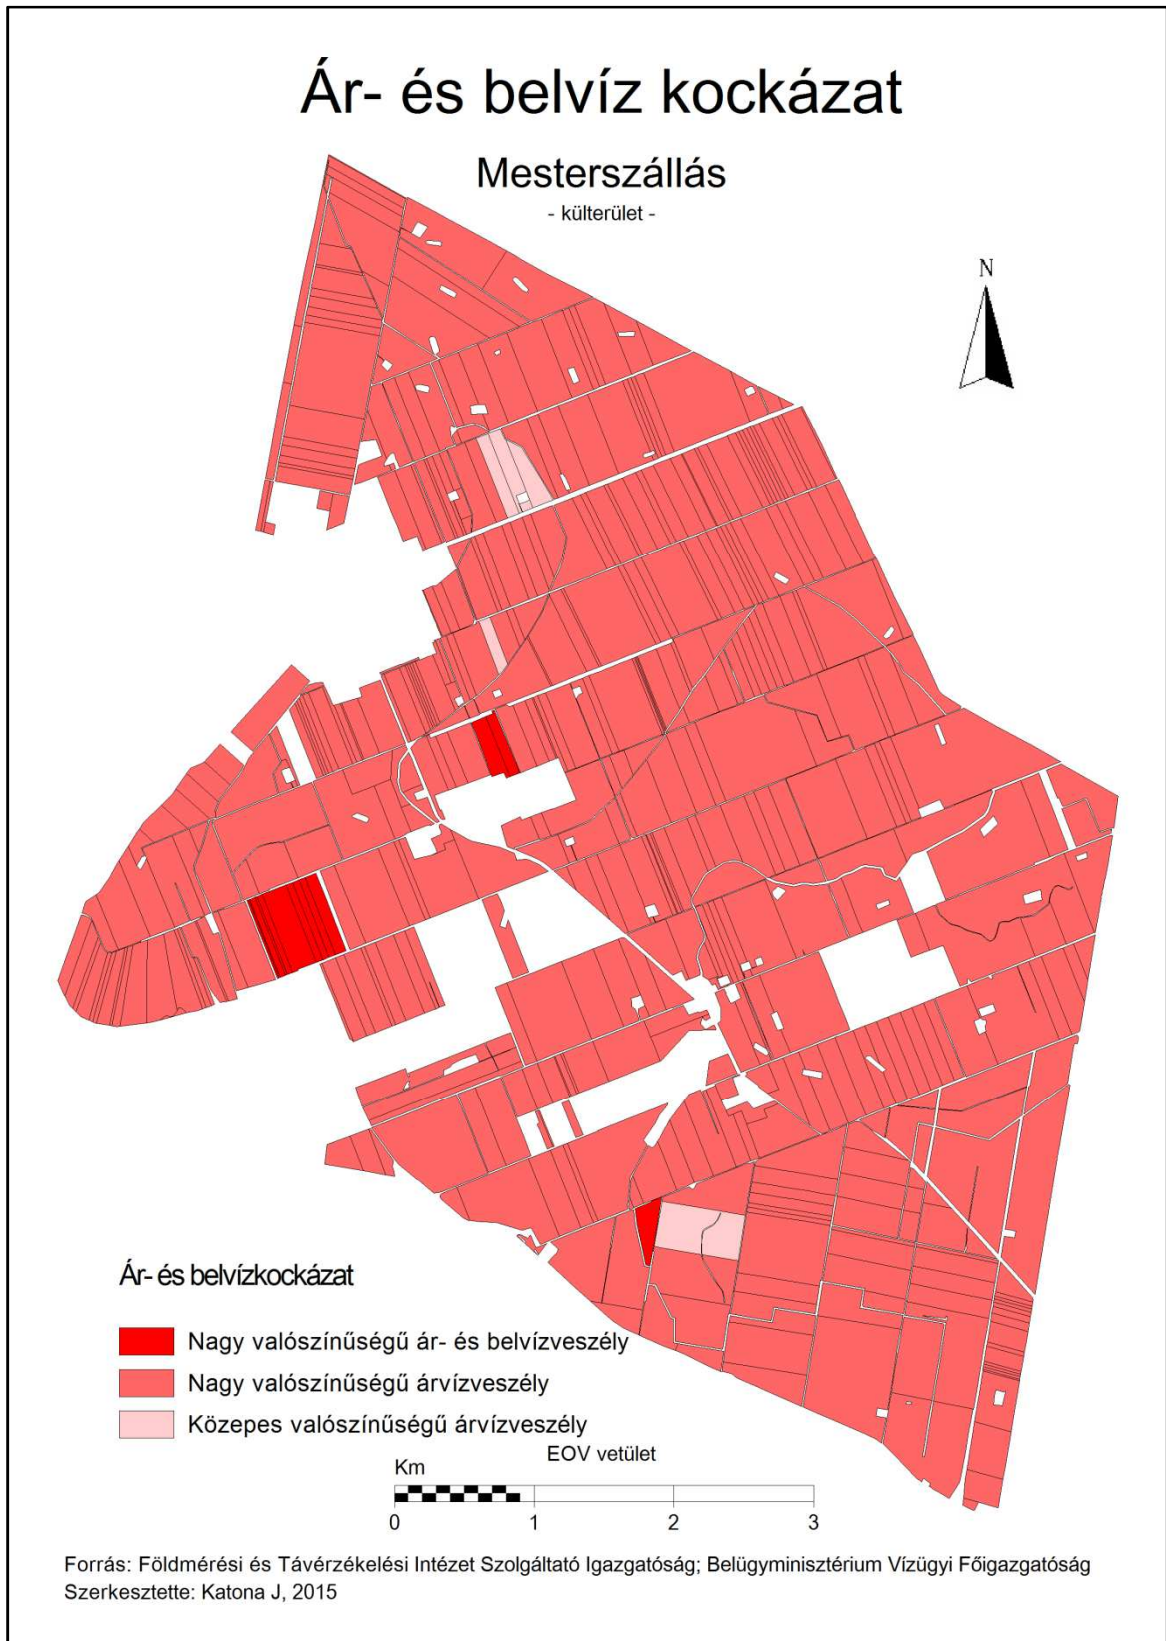 Ár- és belvíz kockázat
Mesterszállás
- külterület -
N
Ár- és belvízkockázat
Nagy valószínűségű ár- és belvízveszély
Nagy valószínűségű árvízveszély
Közepes valószínűségű árvízveszély
EOV vetület
Km
0 1 2 3
Forrás: Földmérési és Távérzékelési Intézet Szolgáltató Igazgatóság; Belügyminisztérium Vízügyi Főigazgatóság
Szerkesztette: Katona J, 2015